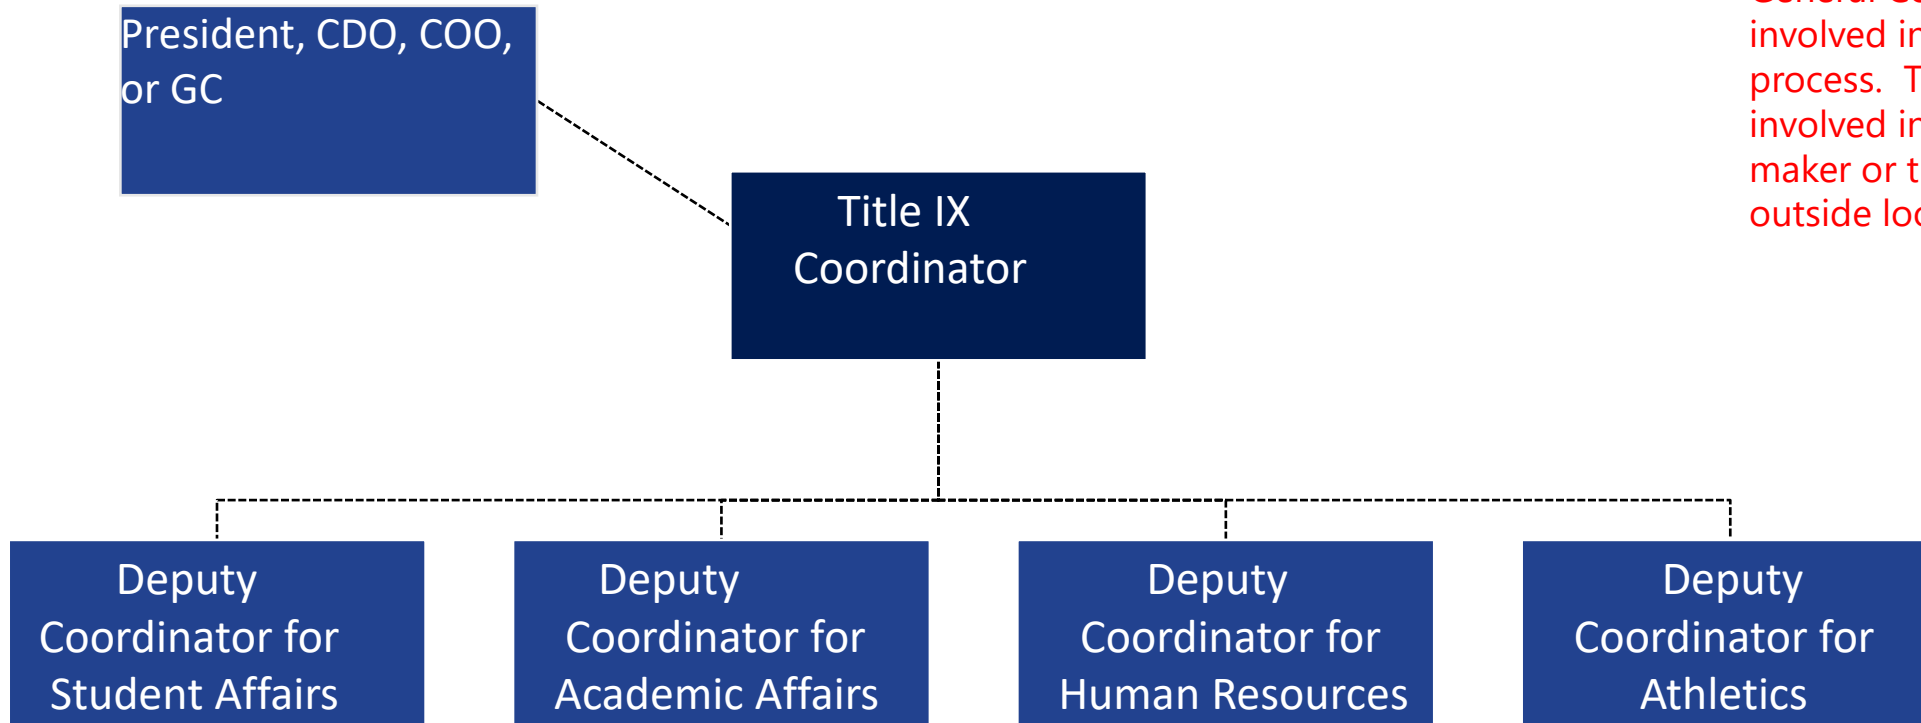 President, CDO, COO,
or GC
General
involved
process.
involved
maker or
outside
Title IX
Coordinator
Deputy
Coordinator for
Student Affairs
Deputy
Coordinator for
Academic Affairs
Deputy
Coordinator for
Human Resources
Deputy
Coordinator for
Athletics